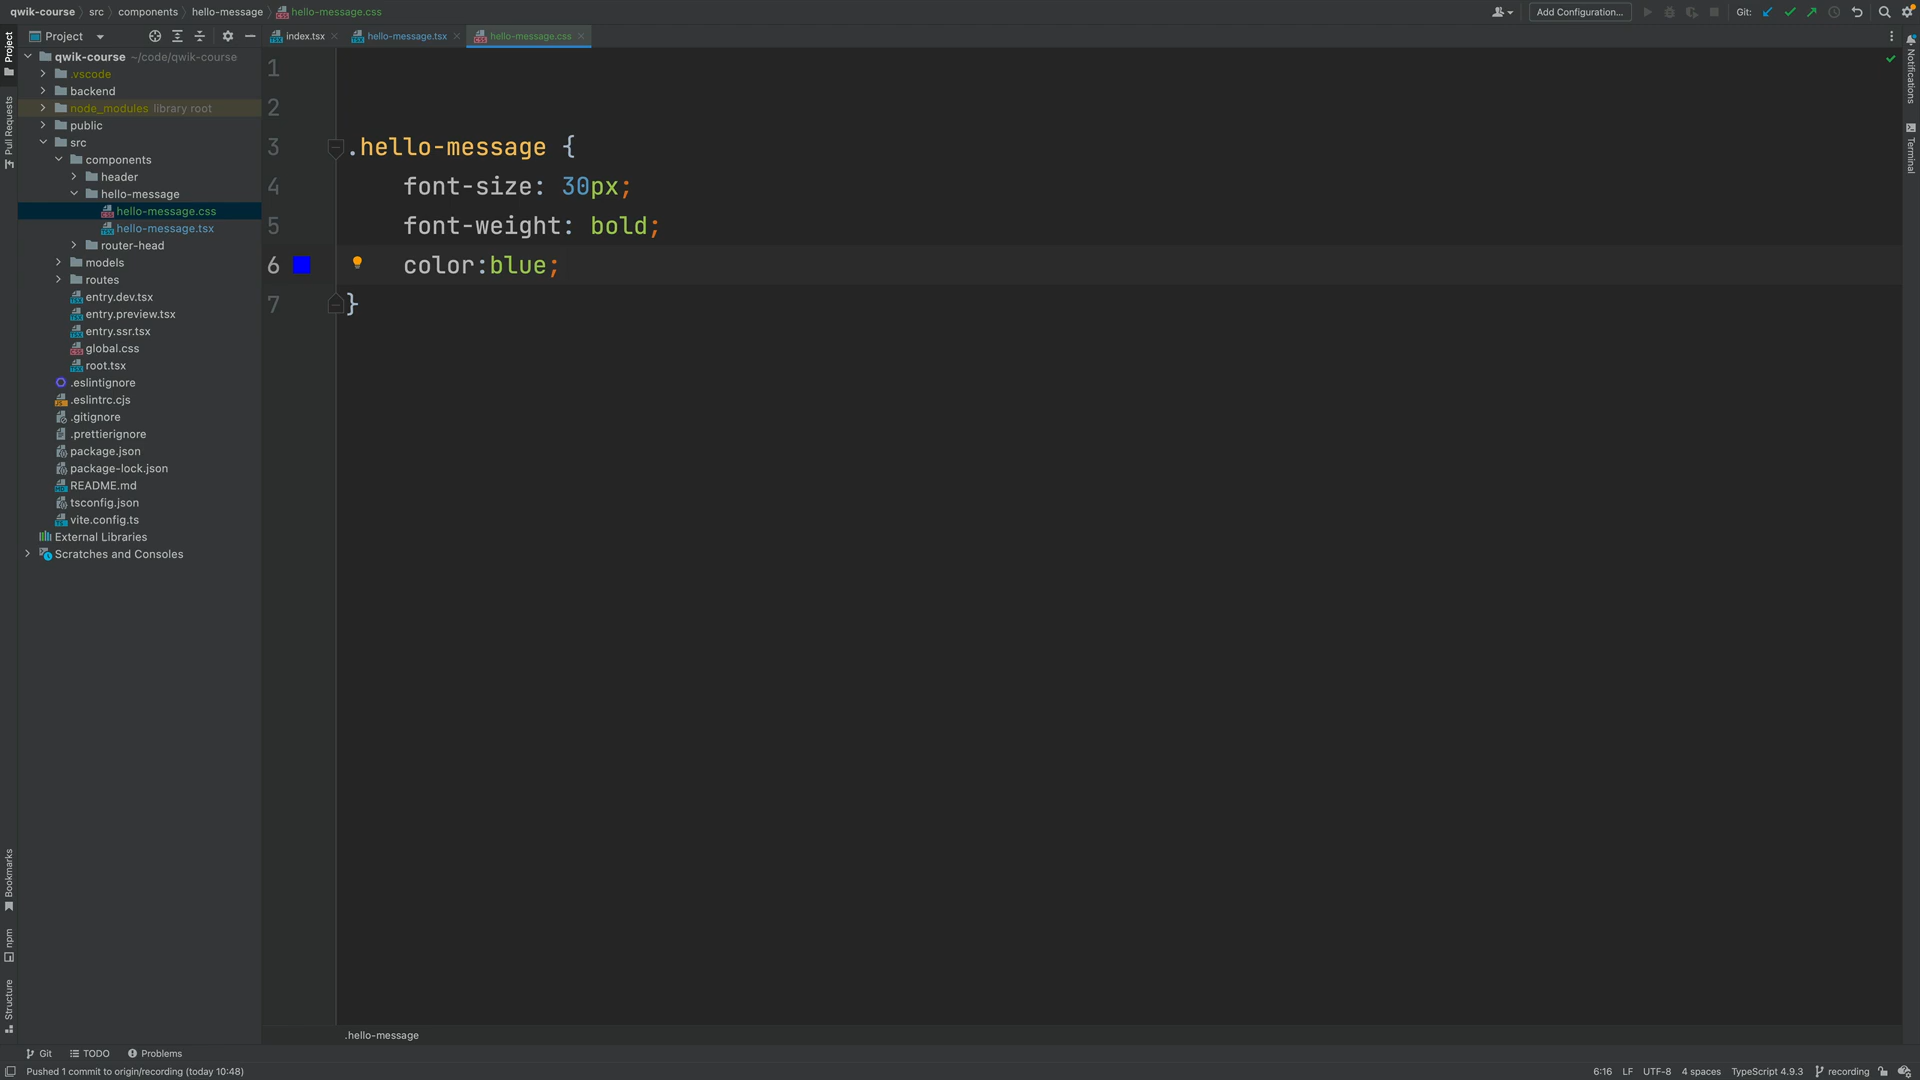 qwik-course src components hello-message hello-message.css
Add Configuration... Git:
Project
index.tsx hello-message.tsx hello-message.css
Project
Pull Requests
Bookmarks
npm
Structure
qwik-course ~/code/qwik-course
.vscode
backend
node_modules library root
public
src
components
header
hello-message
hello-message.css
hello-message.tsx
router-head
models
routes
entry.dev.tsx
entry.preview.tsx
entry.ssr.tsx
global.css
root.tsx
.eslintignore
.eslintrc.cjs
.gitignore
.prettierignore
package.json
package-lock.json
README.md
tsconfig.json
vite.config.ts
External Libraries
Scratches and Consoles
1
2
3 .hello-message {
4 font-size: 30px;
5 font-weight: bold;
6 color:blue;
7 }
Notifications
Terminal
.hello-message
Git TODO Problems
Pushed 1 commit to origin/recording (today 10:48)
6:16 LF UTF-8 4 spaces TypeScript 4.9.3 recording